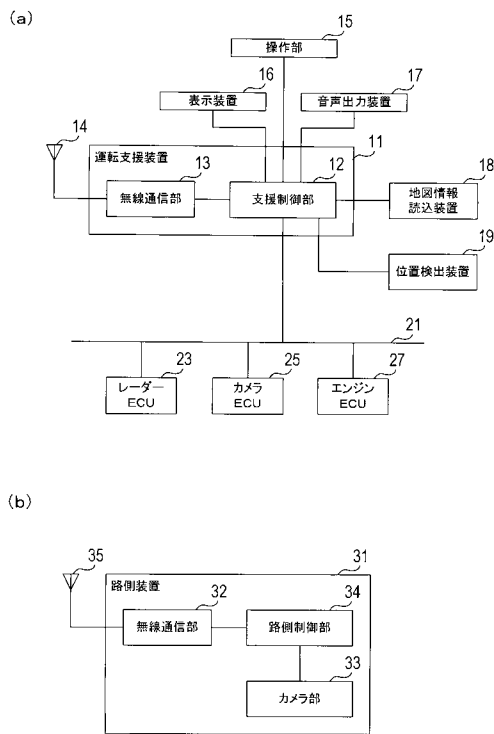 (a)
15
操作部
16
表示装置
17
音声出力装置
14
11
運転支援装置
13
無線通信部
12
支援制御部
18
地図情報
読込装置
19
位置検出装置
21
23
レーダー
ECU
25
カメラ
ECU
27
エンジン
ECU
(b)
35
31
路側装置
32
無線通信部
34
路側制御部
33
カメラ部